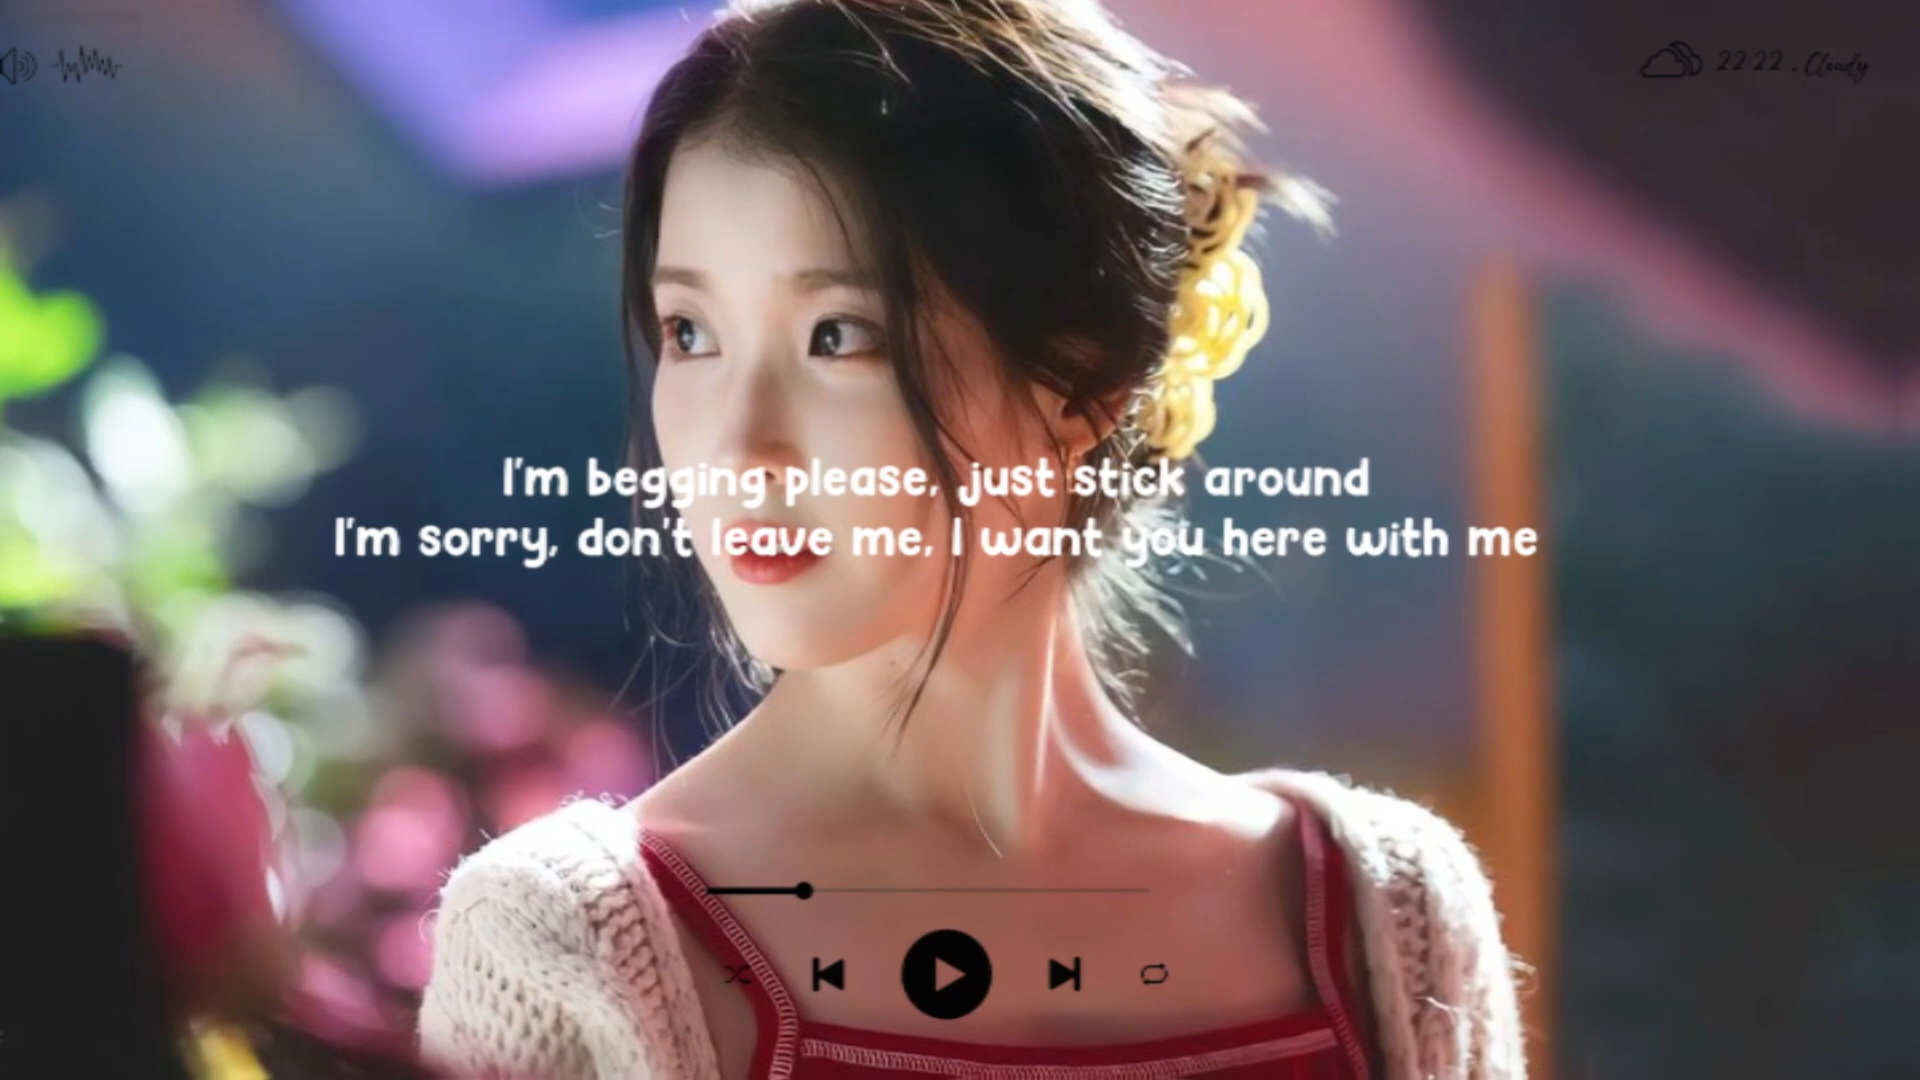 22:22 . Cloudy
I'm begging please, just stick around
I'm sorry, don't leave me, I want you here with me